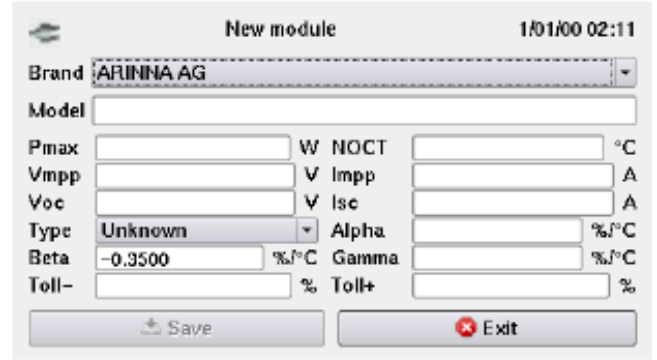 New module 1/01/00 02:11
Brand ARINNA AG
Model
Pmax W NOCT °C
Vmpp V Impp A
Voc V Isc A
Type Unknown Alpha %/°C
Beta -0.3500 %/°C Gamma %/°C
Toll- % Toll+ %
Save Exit